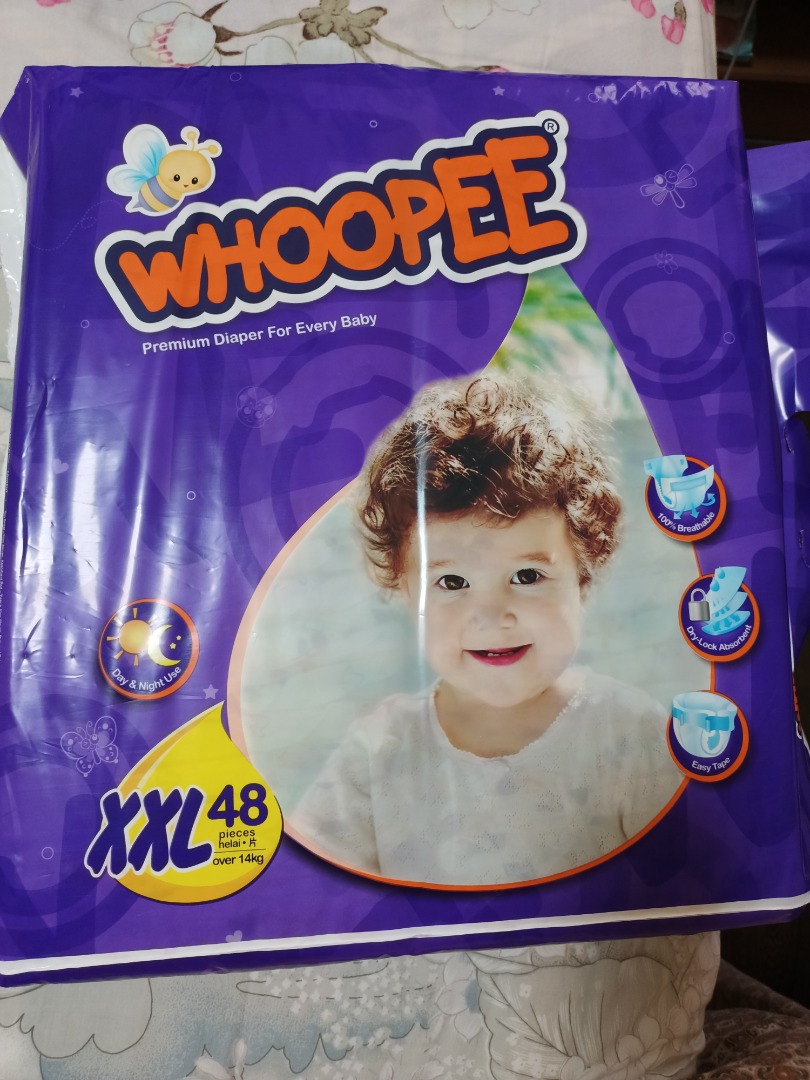 WHOOPEE®
Premium Diaper For Every Baby
100% Breathable
Dry-Lock Absorbent
Easy Tape
Day & Night Use
XXL
48
pieces
helai • 片
over 14kg